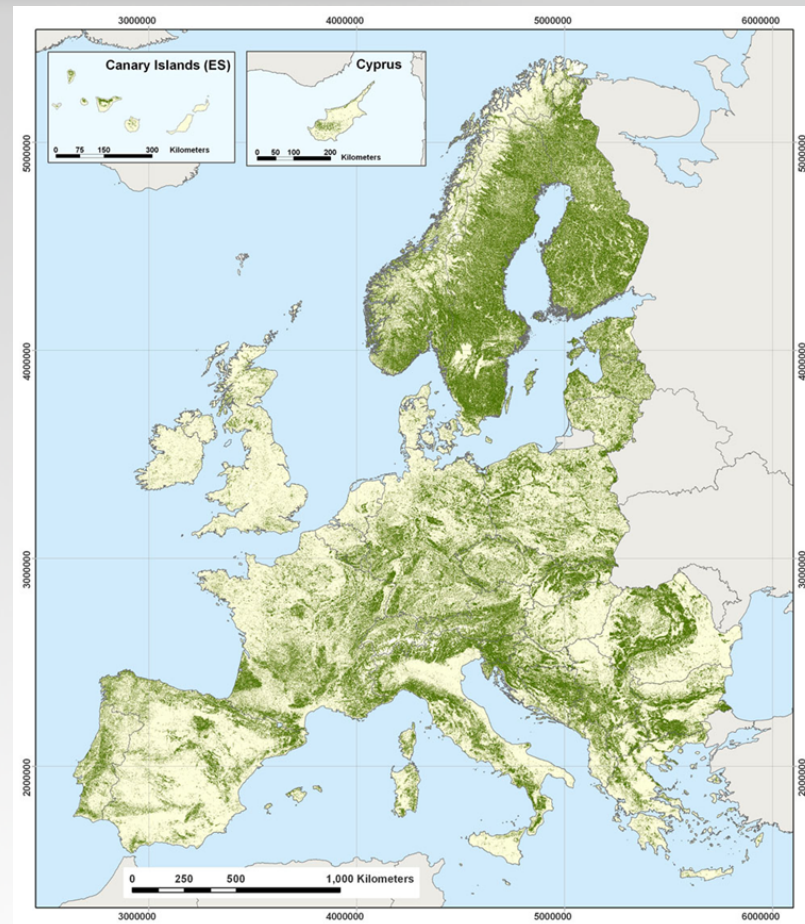 3000000 4000000 5000000 6000000
Canary Islands (ES)
0 75 150 300 Kilometers
Cyprus
0 50 100 200
Kilometers
5000000 5000000
4000000 4000000
3000000 3000000
2000000 2000000
0 250 500 1,000 Kilometers
3000000 4000000 5000000 6000000